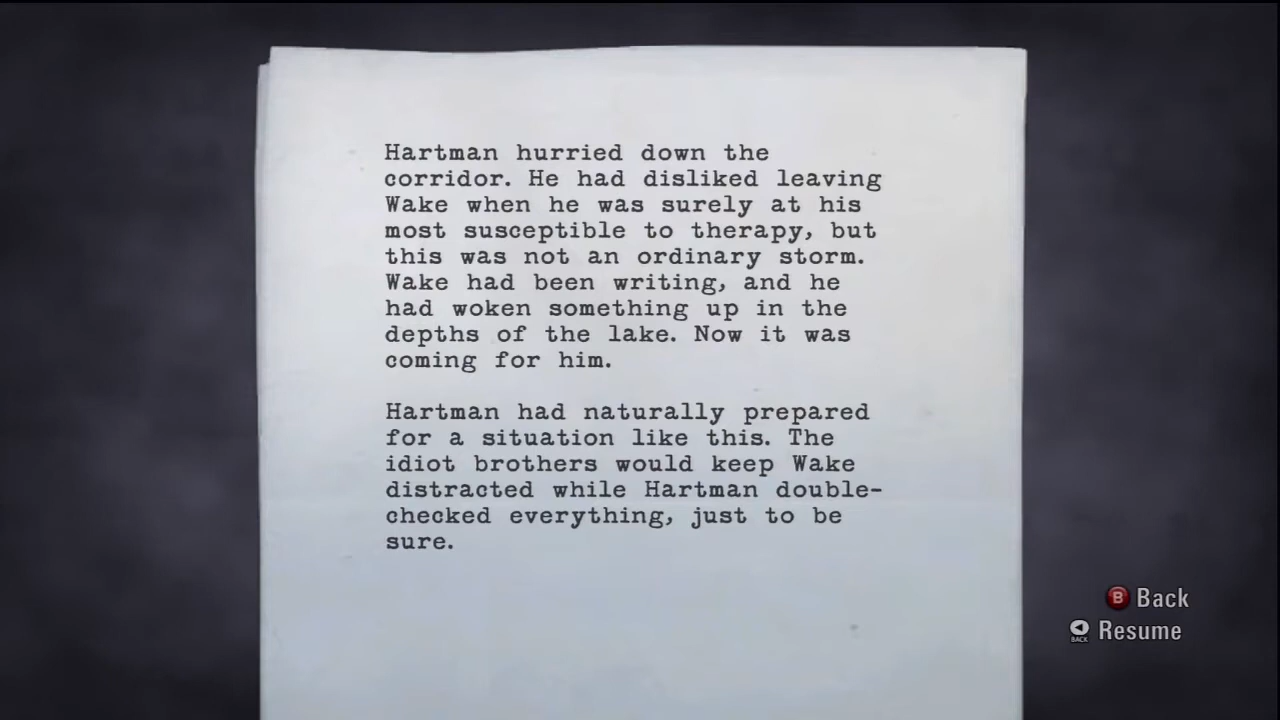 Hartman hurried down the
corridor. He had disliked leaving
Wake when he was surely at his
most susceptible to therapy, but
this was not an ordinary storm.
Wake had been writing, and he
had woken something up in the
depths of the lake. Now it was
coming for him.
Hartman had naturally prepared
for a situation like this. The
idiot brothers would keep Wake
distracted while Hartman double-
checked everything, just to be
sure.
B Back
BACK Resume